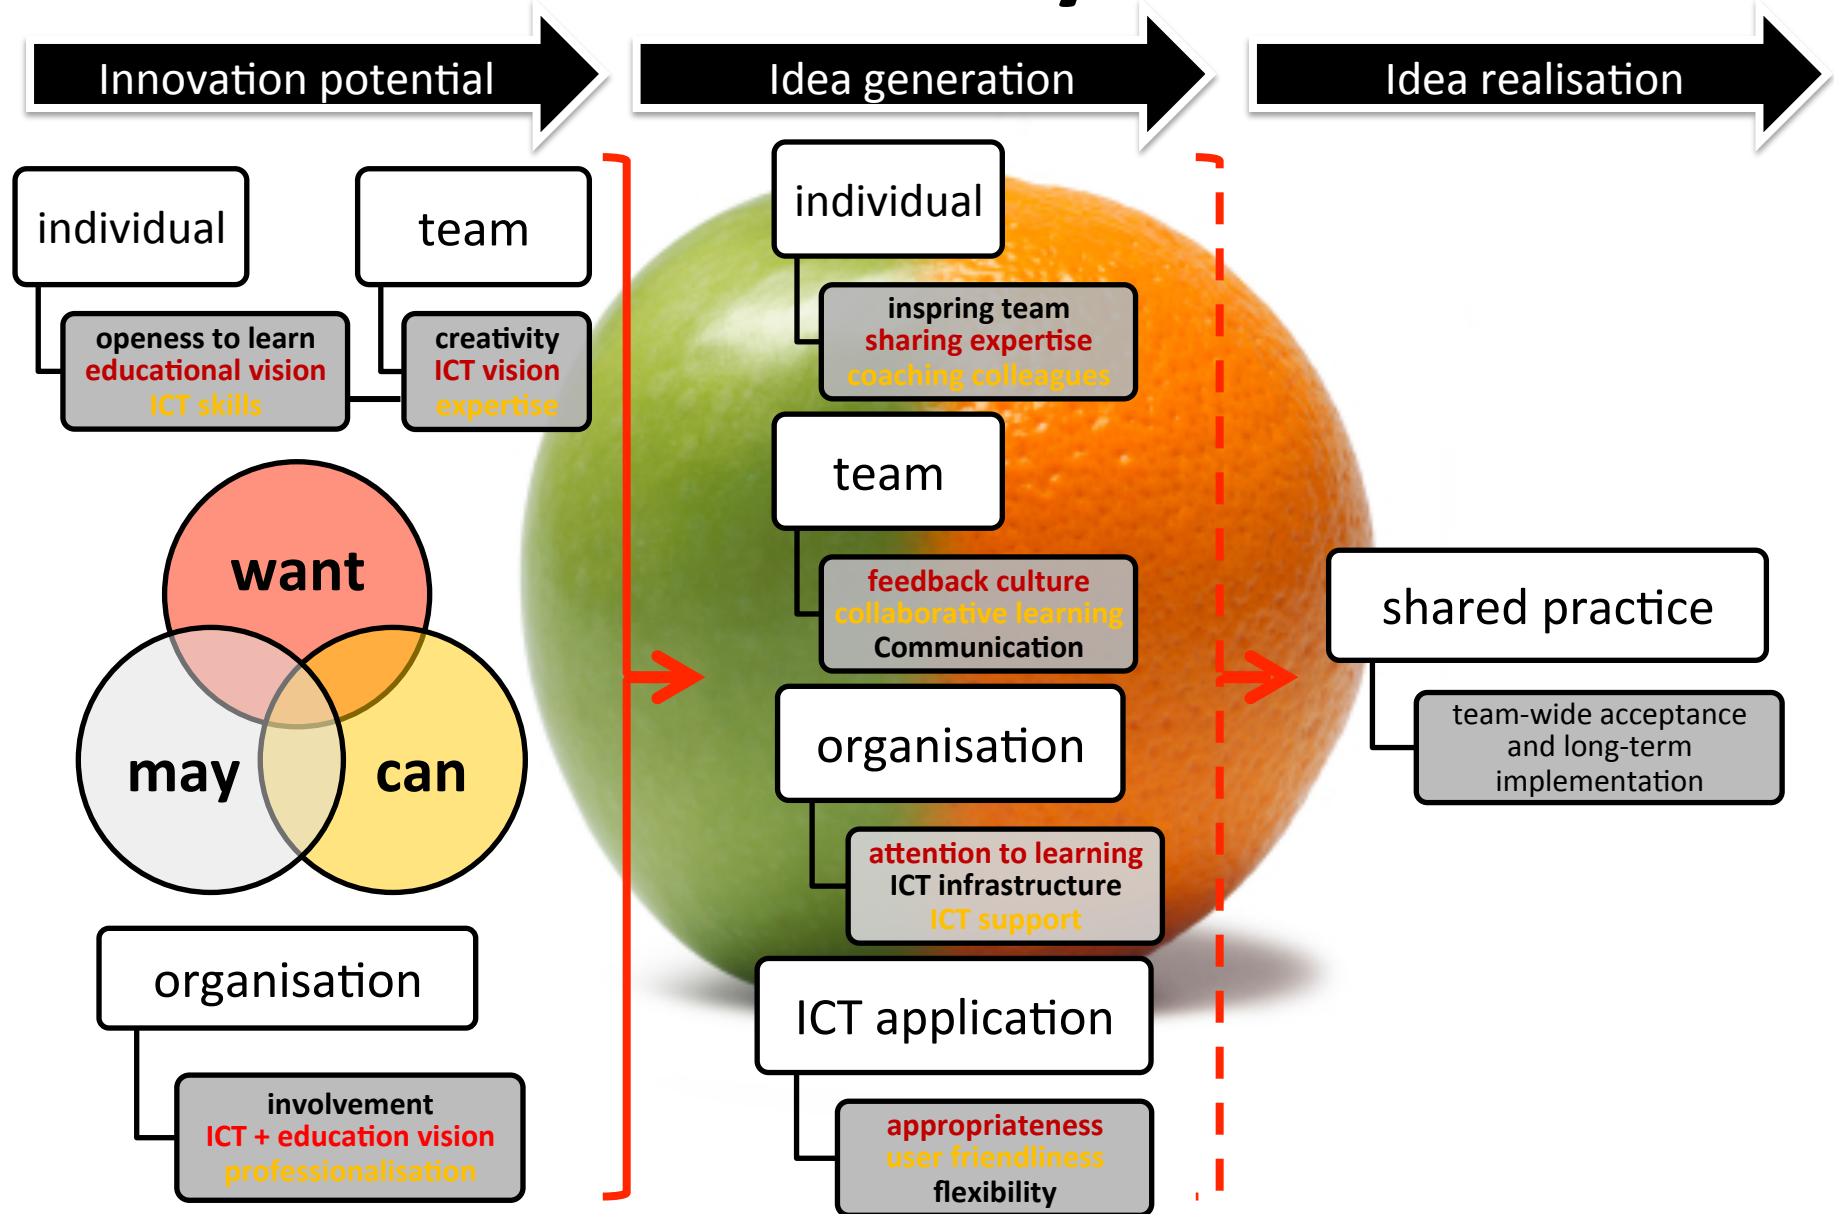 Innovation potential
Idea generation
Idea realisation
individual
team
openess to learn
educational vision
ICT skills
creativity
ICT vision
expertise
want
may
can
organisation
involvement
ICT + education vision
professionalisation
individual
inspring team
sharing expertise
coaching colleagues
team
feedback culture
collaborative learning
Communication
organisation
attention to learning
ICT infrastructure
ICT support
ICT application
appropriateness
user friendliness
flexibility
shared practice
team-wide acceptance
and long-term
implementation